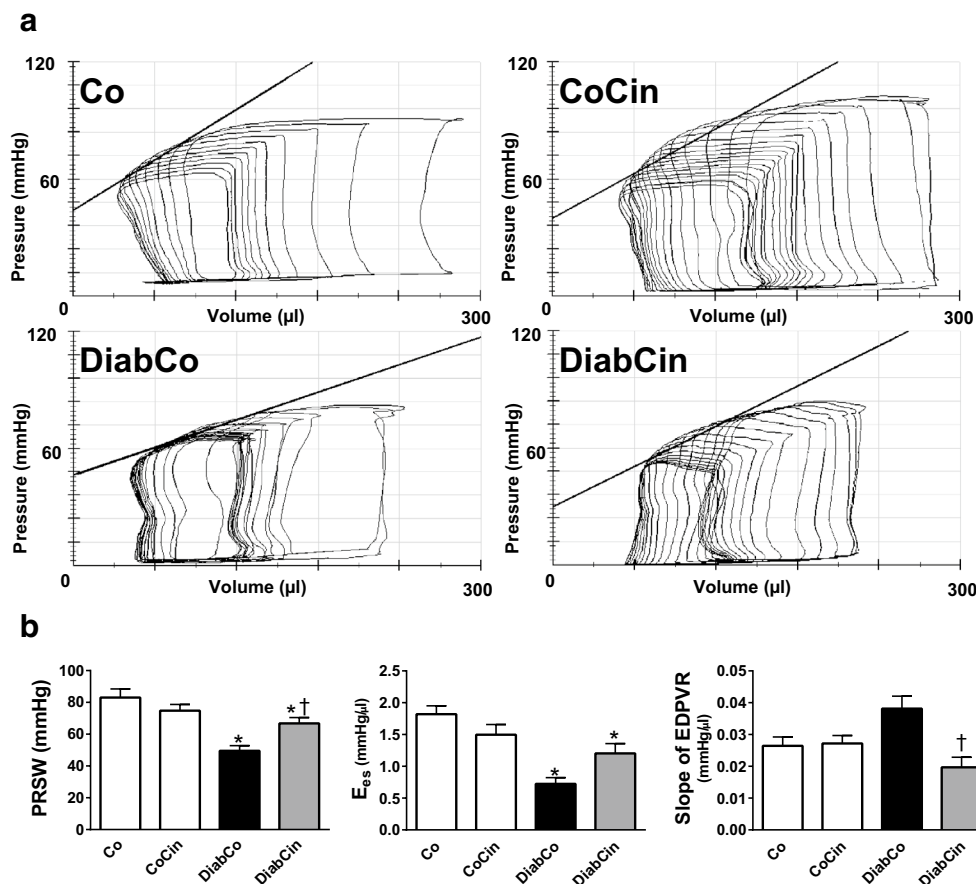 a
Co
CoCin
120
60
0
300
Pressure (mmHg)
Volume (µl)
120
60
0
300
Pressure (mmHg)
Volume (µl)
DiabCo
DiabCin
120
60
0
300
Pressure (mmHg)
Volume (µl)
120
60
0
300
Pressure (mmHg)
Volume (µl)
b
PRSW (mmHg)
100
80
60
40
20
0
*
*†
Co
CoCin
DiabCo
DiabCin
Ees (mmHg/µl)
2.5
2.0
1.5
1.0
0.5
0.0
*
*
Co
CoCin
DiabCo
DiabCin
Slope of EDPVR
(mmHg/µl)
0.05
0.04
0.03
0.02
0.01
0.00
†
Co
CoCin
DiabCo
DiabCin